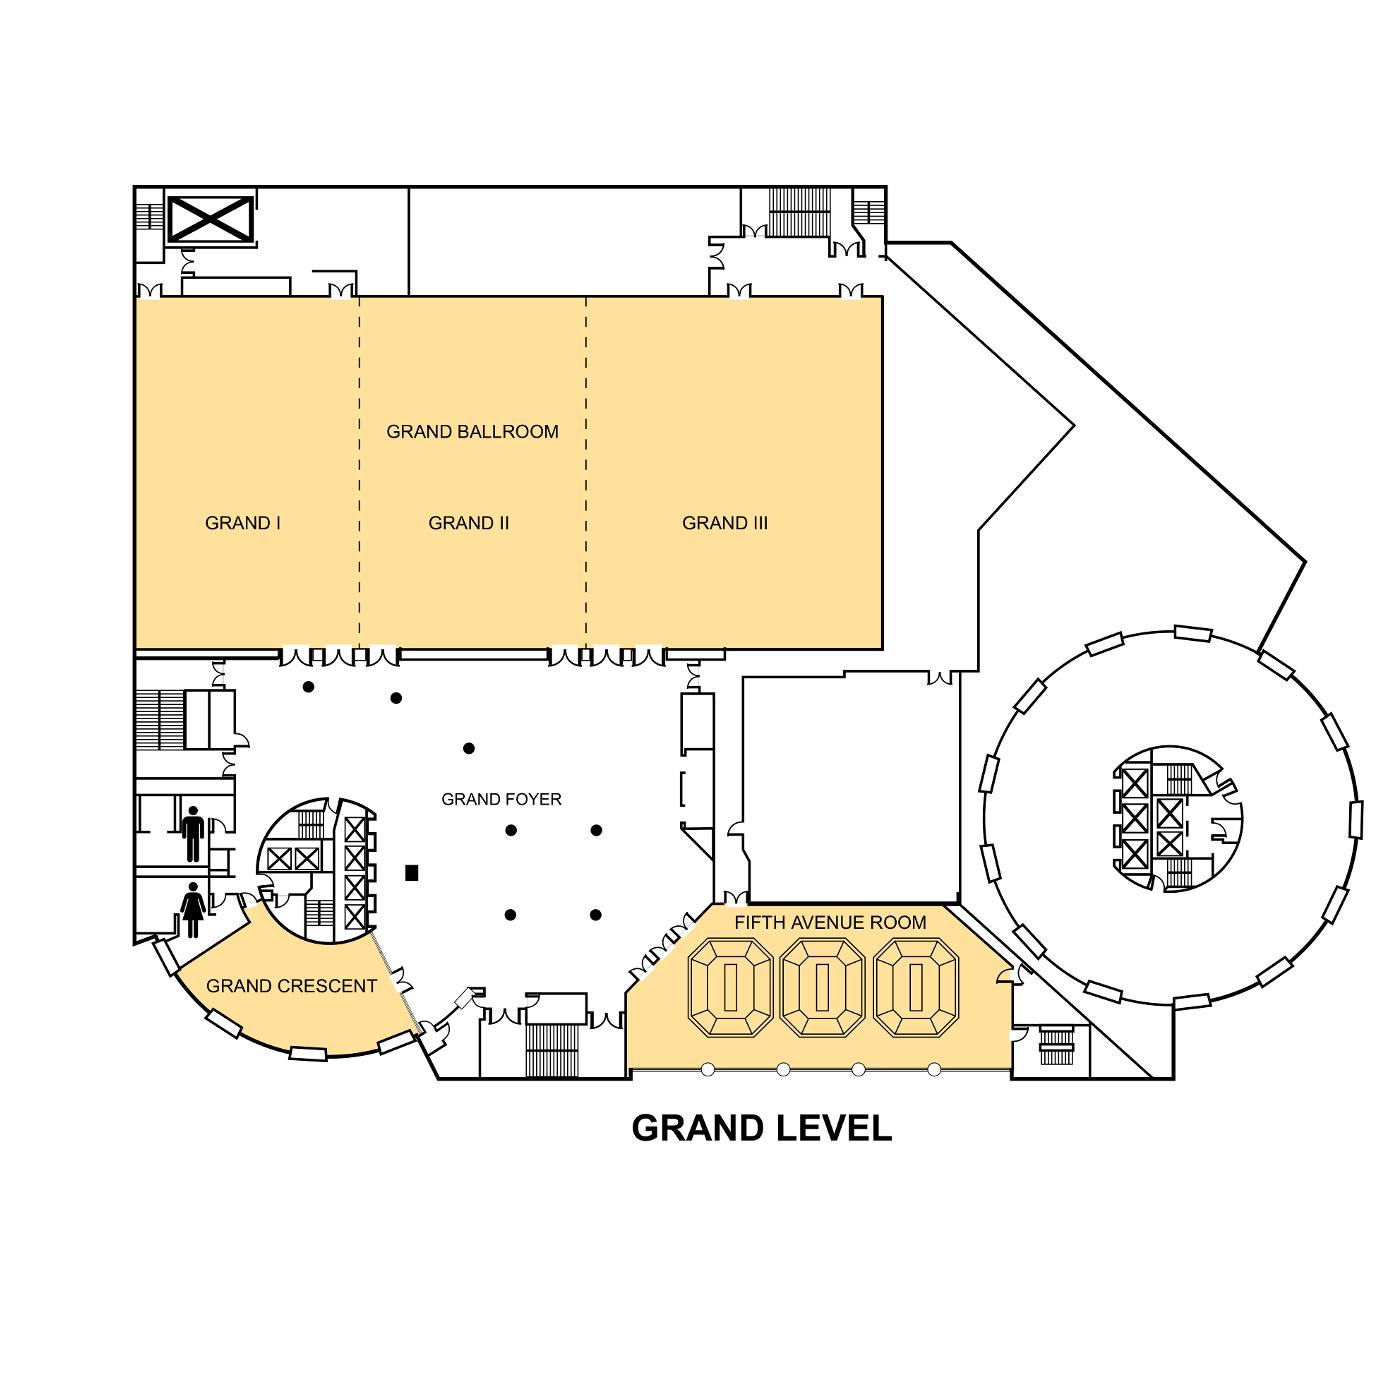 GRAND BALLROOM
GRAND I
GRAND II
GRAND III
GRAND FOYER
FIFTH AVENUE ROOM
GRAND CRESCENT
GRAND LEVEL